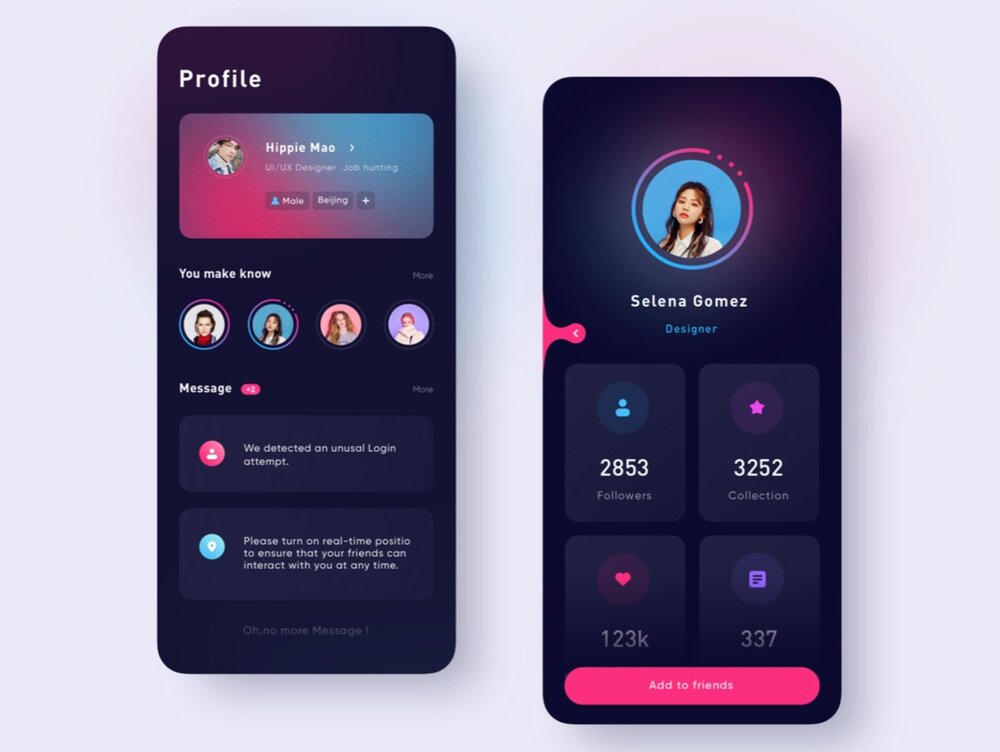 Profile
Hippie Mao
UI/UX Designer Job hunting
Male
Beijing
+
You make know
More
Message
+2
More
We detected an unusal Login
attempt.
Please turn on real-time positio
to ensure that your friends can
interact with you at any time.
Oh,no more Message !
Selena Gomez
Designer
2853
Followers
3252
Collection
123k
337
Add to friends